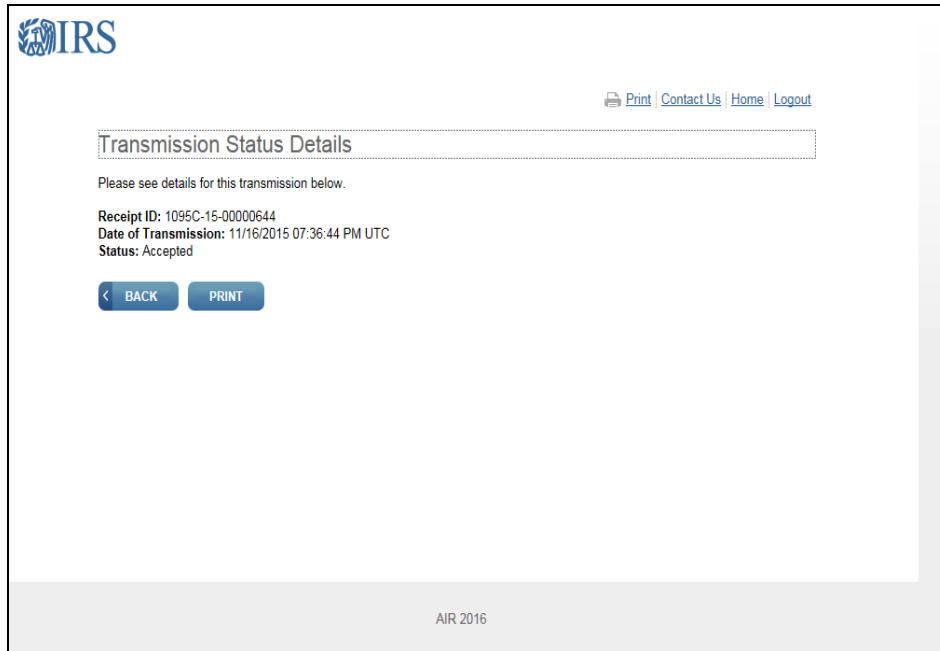 IRS
Print Contact Us Home Logout
Transmission Status Details
Please see details for this transmission below.
Receipt ID: 1095C-15-00000644
Date of Transmission: 11/16/2015 07:36:44 PM UTC
Status: Accepted
BACK PRINT
AIR 2016